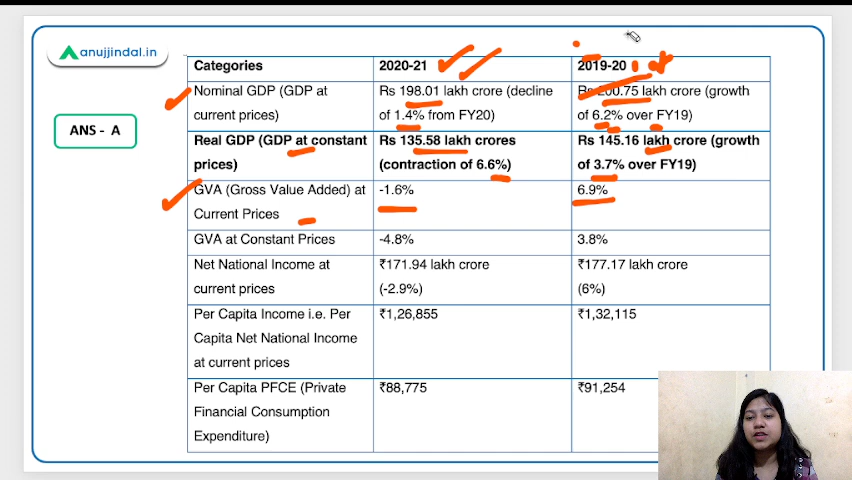 anujjindal.in
ANS - A
Categories 2020-21 2019-20
Nominal GDP (GDP at Rs 198.01 lakh crore (decline Rs 200.75 lakh crore (growth
current prices) of 1.4% from FY20) of 6.2% over FY19)
Real GDP (GDP at constant Rs 135.58 lakh crores Rs 145.16 lakh crore (growth
prices) (contraction of 6.6%) of 3.7% over FY19)
GVA (Gross Value Added) at -1.6% 6.9%
Current Prices
GVA at Constant Prices -4.8% 3.8%
Net National Income at ₹171.94 lakh crore ₹177.17 lakh crore
current prices (-2.9%) (6%)
Per Capita Income i.e. Per ₹1,26,855 ₹1,32,115
Capita Net National Income
at current prices
Per Capita PFCE (Private ₹88,775 ₹91,254
Financial Consumption
Expenditure)